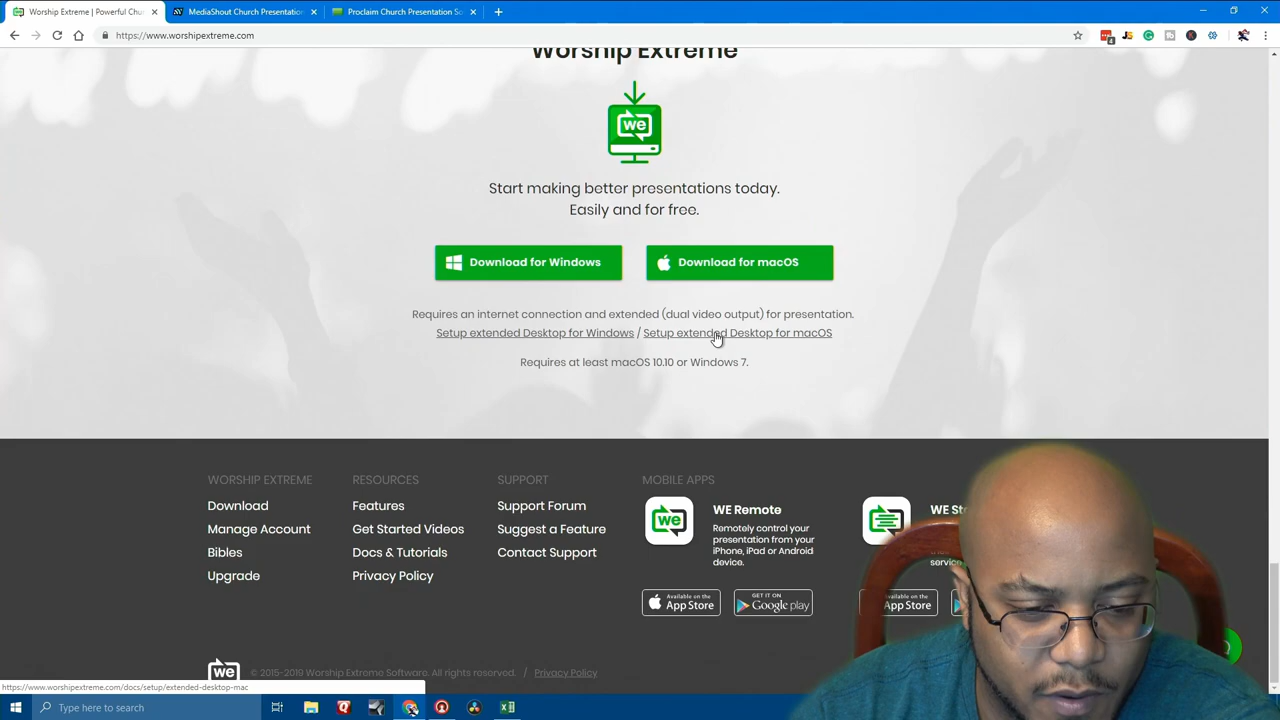 Worship Extreme | Powerful Chur
MediaShout Church Presentation
Proclaim Church Presentation So
https://www.worshipextreme.com
Worship Extreme
we
Start making better presentations today.
Easily and for free.
Download for Windows
Download for macOS
Requires an internet connection and extended (dual video output) for presentation.
Setup extended Desktop for Windows / Setup extended Desktop for macOS
Requires at least macOS 10.10 or Windows 7.
WORSHIP EXTREME
Download
Manage Account
Bibles
Upgrade
RESOURCES
Features
Get Started Videos
Docs & Tutorials
Privacy Policy
SUPPORT
Support Forum
Suggest a Feature
Contact Support
MOBILE APPS
we
WE Remote
Remotely control your
presentation from your
iPhone, iPad or Android
device.
Available on the
App Store
GET IT ON
Google play
WE St
service
Available on the
App Store
we
© 2015-2019 Worship Extreme Software. All rights reserved. / Privacy Policy
https://www.worshipextreme.com/docs/setup/extended-desktop-mac
Type here to search